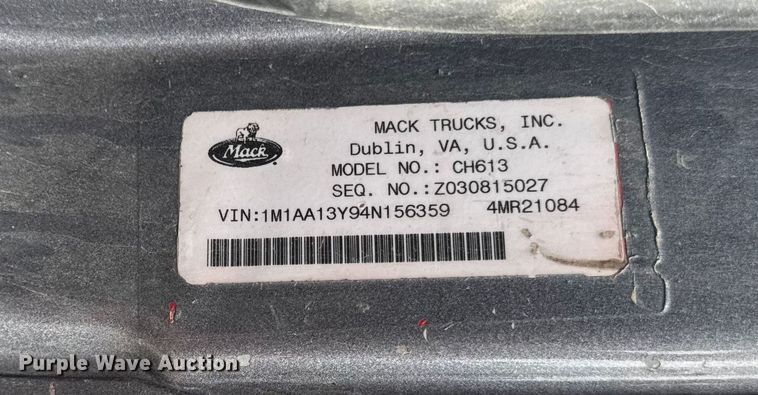 Mack
MACK TRUCKS, INC.
Dublin, VA, U.S.A.
MODEL NO.: CH613
SEQ. NO.:Z030815027
VIN:1M1AA13Y94N156359 4MR21084
Purple Wave Auction